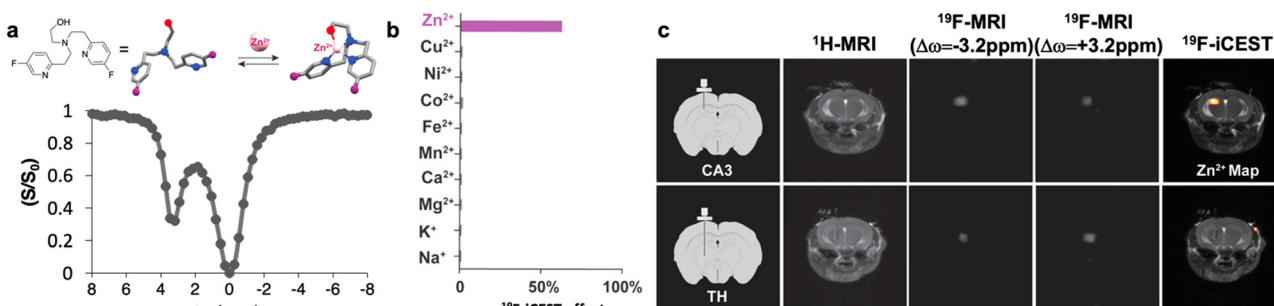 a
OH
N
N
N
F
F
=
Zn²⁺
Zn²⁺
(S/S₀)
1
0.8
0.6
0.4
0.2
0
8 6 4 2 0 -2 -4 -6 -8
b
Zn²⁺
Cu²⁺
Ni²⁺
Co²⁺
Fe²⁺
Mn²⁺
Ca²⁺
Mg²⁺
K⁺
Na⁺
0 50% 100%
c
¹H-MRI
¹⁹F-MRI
(Δω=-3.2ppm)
¹⁹F-MRI
(Δω=+3.2ppm)
¹⁹F-iCEST
CA3
Zn²⁺ Map
TH